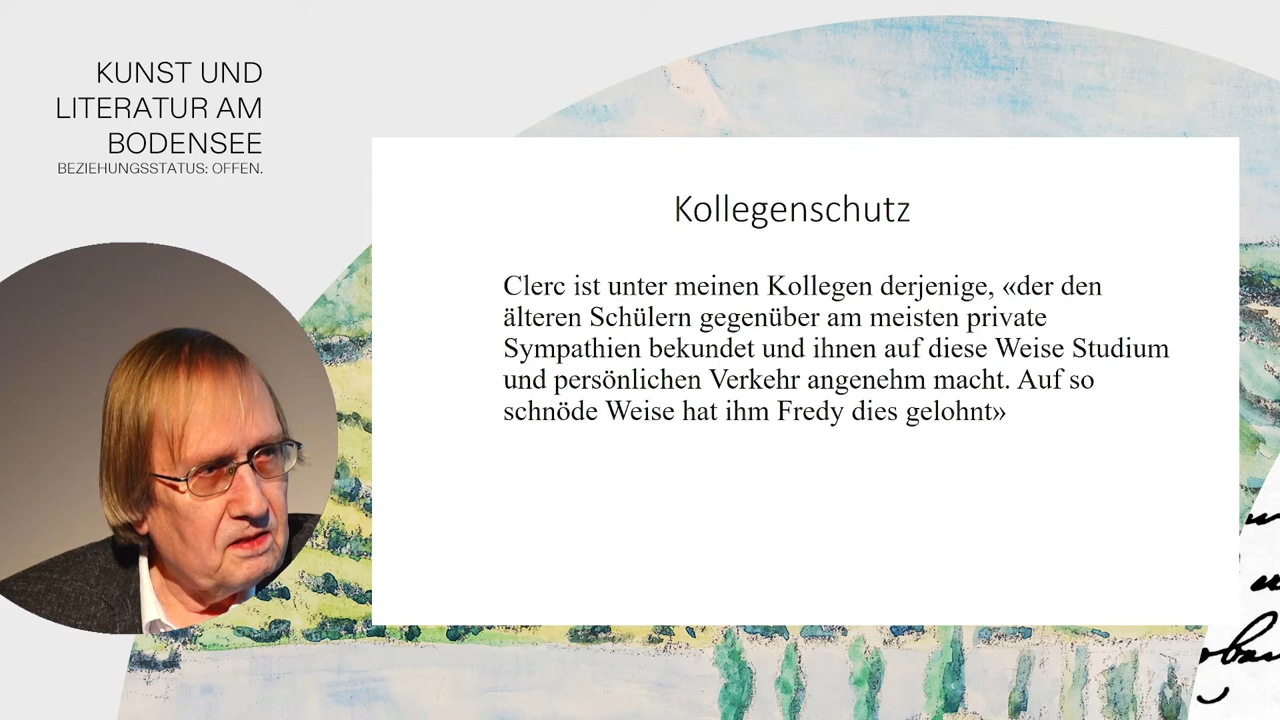 KUNST UND
LITERATUR AM
BODENSEE
BEZIEHUNGSSTATUS: OFFEN.
Kollegenschutz
Clerc ist unter meinen Kollegen derjenige, «der den
älteren Schülern gegenüber am meisten private
Sympathien bekundet und ihnen auf diese Weise Studium
und persönlichen Verkehr angenehm macht. Auf so
schnöde Weise hat ihm Fredy dies gelohnt»